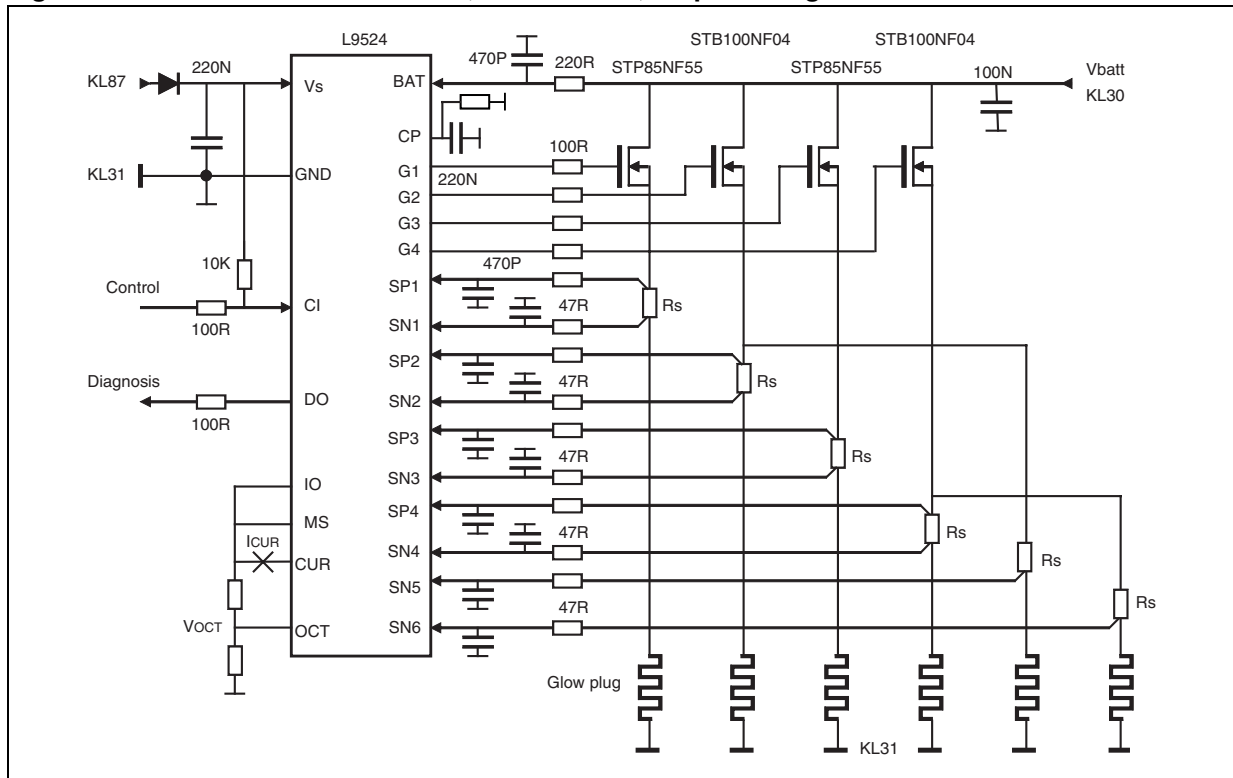 L9524
STB100NF04
STB100NF04
470P
220R
STP85NF55
STP85NF55
Vbatt
KL30
100N
KL87
220N
Vs
BAT
CP
KL31
GND
G1
220N
100R
G2
G3
G4
10K
Control
100R
CI
SP1
470P
SN1
47R
Rs
SP2
Diagnosis
100R
DO
SN2
47R
Rs
SP3
SN3
47R
Rs
IO
MS
ICUR
CUR
SP4
SN4
47R
Rs
SN5
Rs
VOCT
OCT
SN6
47R
Rs
Glow plug
KL31